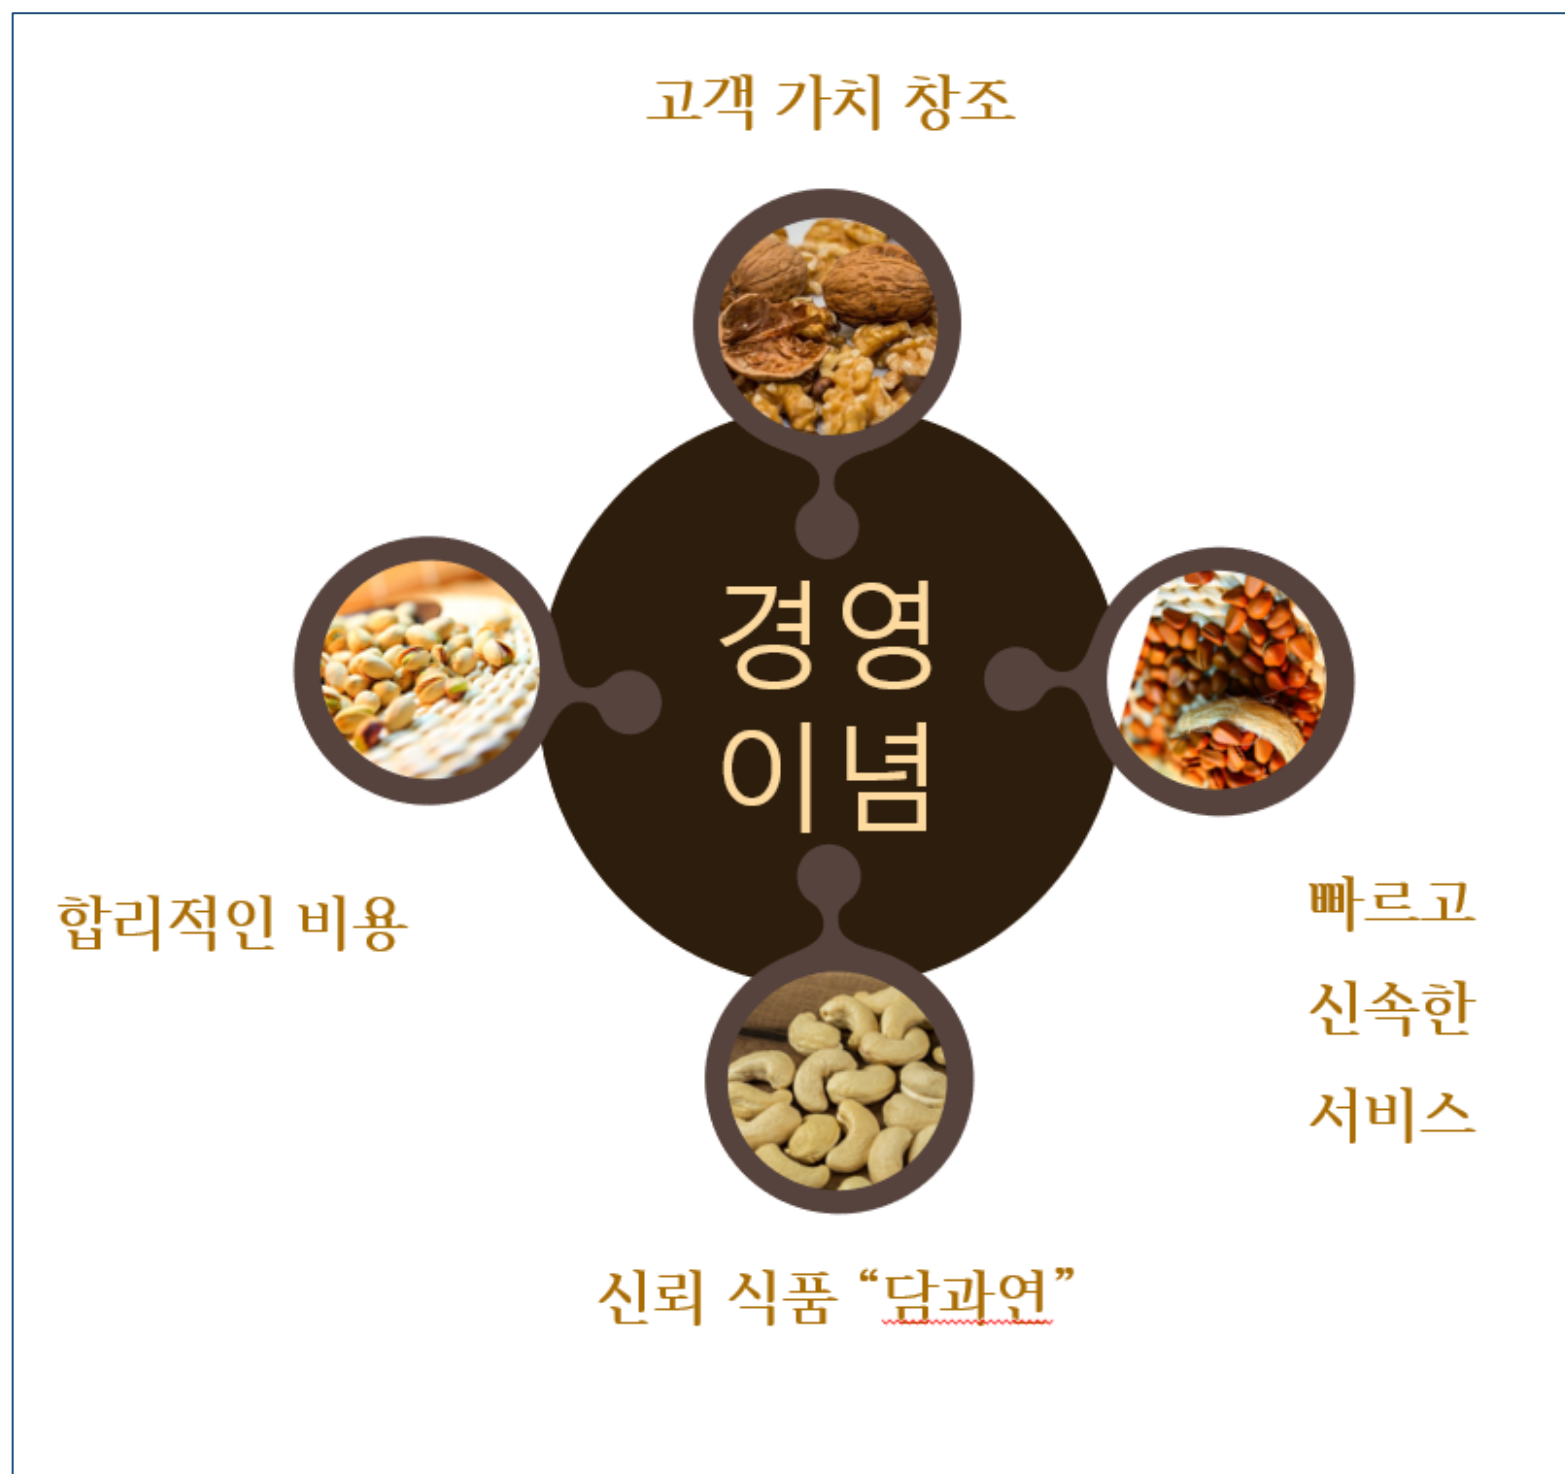 고객 가치 창조
경영
이념
합리적인 비용
빠르고
신속한
서비스
신뢰 식품 “담과연”